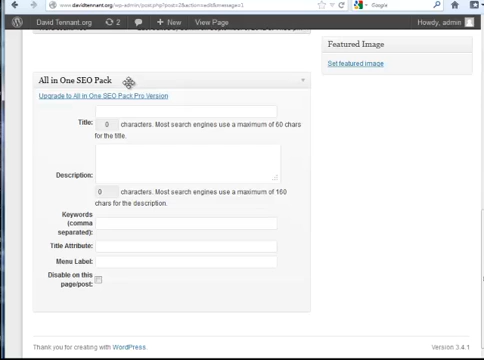 www.davidtennant.org/wp-admin/post.php?post=2&action=edit&message=1
Google
David Tennant.org 2 + New View Page
Howdy, admin
All in One SEO Pack
Featured Image
Set featured image
Upgrade to All in One SEO Pack Pro Version
Title:
0 characters. Most search engines use a maximum of 60 chars
for the title.
Description:
0 characters. Most search engines use a maximum of 160
chars for the description.
Keywords
(comma
separated):
Title Attribute:
Menu Label:
Disable on this
page/post:
Thank you for creating with WordPress.
Version 3.4.1